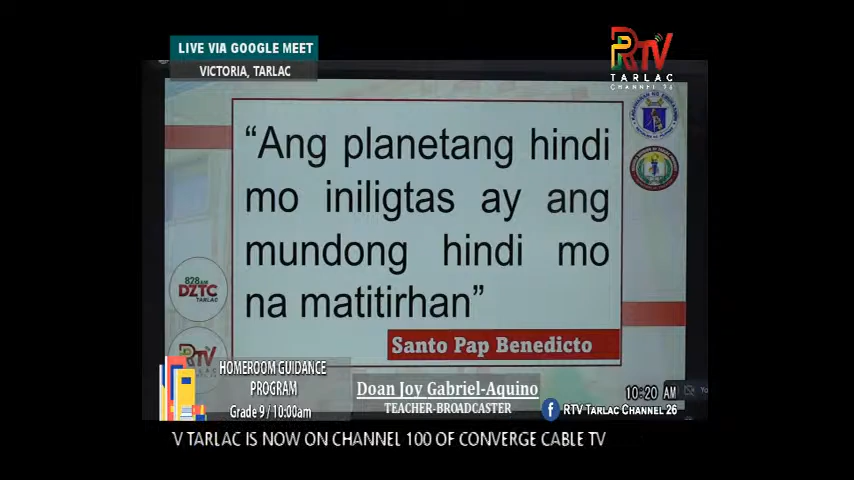 LIVE VIA GOOGLE MEET
VICTORIA, TARLAC
RTV
TARLAC
CHANNEL 26
“Ang planetang hindi
mo iniligtas ay ang
mundong hindi mo
na matitirhan”
Santo Pap Benedicto
828 AM
DZTC
TARLAC
RTV
HOMEROOM GUIDANCE
PROGRAM
Grade 9 / 10:00am
Doan Joy Gabriel-Aquino
TEACHER-BROADCASTER
10:20 AM
RTV TARLAC CHANNEL 26
V TARLAC IS NOW ON CHANNEL 100 OF CONVERGE CABLE TV